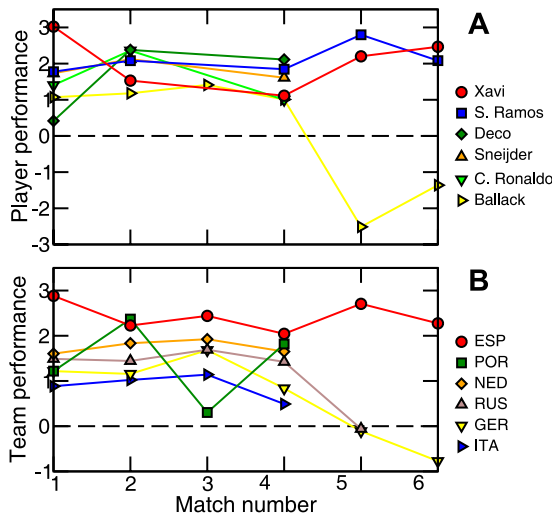 A
Player performance
3
2
1
0
-1
-2
-3
Xavi
S. Ramos
Deco
Sneijder
C. Ronaldo
Ballack
B
Team performance
3
2
1
0
-1
ESP
POR
NED
RUS
GER
ITA
1 2 3 4 5 6
Match number